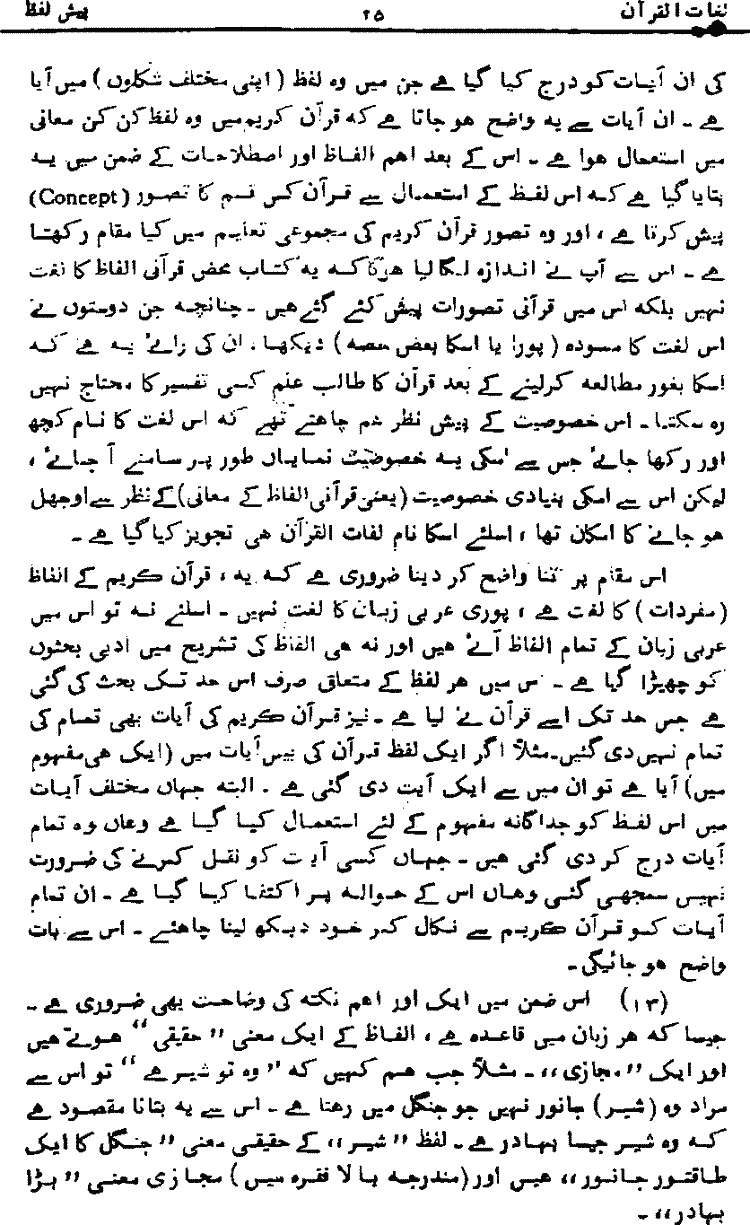 لغات القرآن ۲۵ پیش لفظ
کی ان آیات کو درج کیا گیا ہے جن میں وہ لفظ (اپنی مختلف شکلوں) میں آیا
ہے ۔ ان آیات سے یہ واضح ہو جاتا ہے کہ قرآن کریم میں وہ لفظ کن کن معانی
میں استعمال ہوا ہے ۔ اس کے بعد اہم الفاظ اور اصطلاحات کے ضمن میں یہ
بتایا گیا ہے کہ اس لفظ کے استعمال سے قرآن کس قسم کا تصور (Concept)
پیش کرتا ہے ، اور وہ تصور قرآن کریم کی مجموعی تعلیم میں کیا مقام رکھتا
ہے ۔ اس سے آپ نے اندازہ لگا لیا ہوگا کہ یہ کتاب محض قرآنی الفاظ کا لغت
نہیں بلکہ اس میں قرآنی تصورات پیش کئے گئے ہیں ۔ چنانچہ جن دوستوں نے
اس لغت کا مسودہ (پورا یا اسکا بعض حصہ) دیکھا ، ان کی رائے یہ ہے کہ
اسکا بغور مطالعہ کرلینے کے بعد قرآن کا طالب علم کسی تفسیر کا محتاج نہیں
رہ سکتا ۔ اس خصوصیت کے پیش نظر ہم چاہتے تھے کہ اس لغت کا نام کچھ
اور رکھا جائے جس سے اسکی یہ خصوصیت نمایاں طور پر سامنے آ جائے ،
لیکن اس سے اسکی بنیادی خصوصیت (یعنی قرآنی الفاظ کے معانی) کے نظر سے اوجھل
ہو جانے کا امکان تھا ، اسلئے اسکا نام لغات القرآن ہی تجویز کیا گیا ہے ۔
اس مقام پر اتنا واضح کر دینا ضروری ہے کہ یہ ، قرآن کریم کے الفاظ
(مفردات) کا لغت ہے ، پوری عربی زبان کا لغت نہیں ۔ اسلئے نہ تو اس میں
عربی زبان کے تمام الفاظ آئے ہیں اور نہ ہی الفاظ کی تشریح میں ادبی بحثوں
کو چھیڑا گیا ہے ۔ اس میں ہر لفظ کے متعلق صرف اس حد تک بحث کی گئی
ہے جس حد تک اسے قرآن نے لیا ہے ۔ نیز قرآن کریم کی آیات بھی تمام کی
تمام نہیں دی گئیں۔ مثلاً اگر ایک لفظ قرآن کی بیس آیات میں (ایک ہی مفہوم
میں) آیا ہے تو ان میں سے ایک آیت دی گئی ہے ۔ البتہ جہاں مختلف آیات
میں اس لفظ کو جداگانہ مفہوم کے لئے استعمال کیا گیا ہے وہاں وہ تمام
آیات درج کر دی گئی ہیں ۔ جہاں کسی آیت کو نقل کرنے کی ضرورت
نہیں سمجھی گئی وہاں اس کے حوالہ پر اکتفا کیا گیا ہے ۔ ان تمام
آیات کو قرآن کریم سے نکال کر خود دیکھ لینا چاہئے ۔ اس سے بات
واضح ہو جائیگی ۔
(۱۳) اس ضمن میں ایک اور اہم نکتہ کی وضاحت بھی ضروری ہے ۔
جیسا کہ ہر زبان میں قاعدہ ہے ، الفاظ کے ایک معنی ”حقیقی“ ہوتے ہیں
اور ایک ”مجازی،، ۔ مثلاً جب ہم کہیں کہ ”وہ تو شیر ہے“ تو اس سے
مراد وہ (شیر) جانور نہیں جو جنگل میں رہتا ہے ۔ اس سے یہ بتانا مقصود ہے
کہ وہ شیر جیسا بہادر ہے ۔ لفظ ”شیر،، کے حقیقی معنی ”جنگل کا ایک
طاقتور جانور،، ہیں اور (مندرجہ بالا فقرہ میں) مجازی معنی ”بڑا
بہادر،، ۔